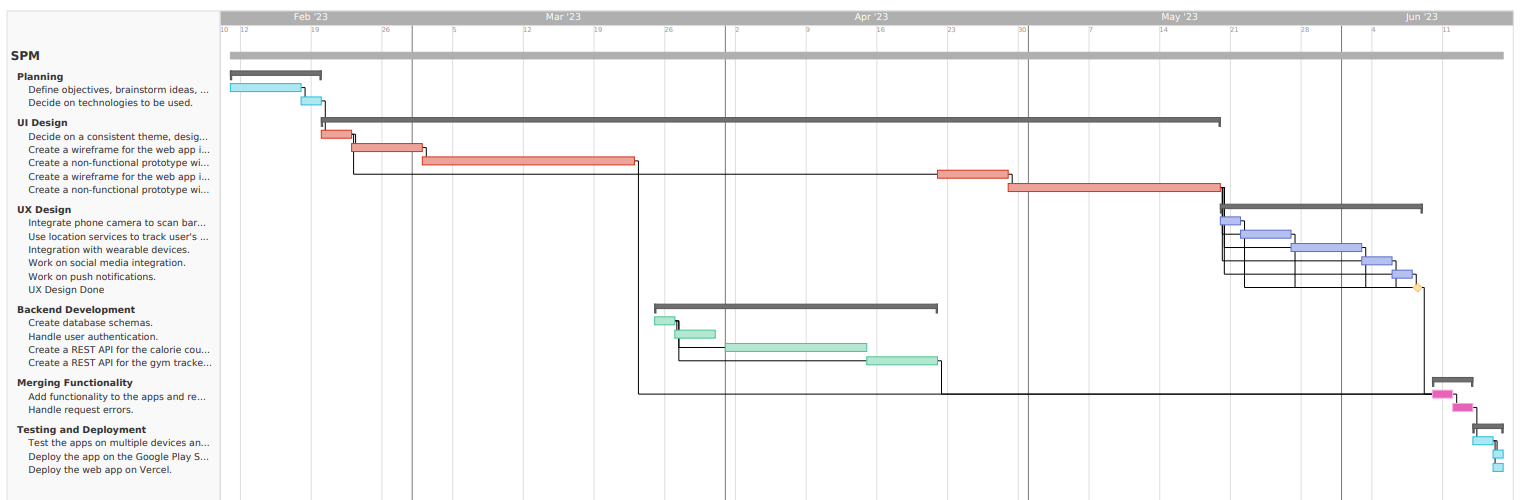 Feb '23 Mar '23 Apr '23 May '23 Jun '23
10 12 19 26 5 12 19 26 2 9 16 23 30 7 14 21 28 4 11
SPM
Planning
Define objectives, brainstorm ideas, ...
Decide on technologies to be used.
UI Design
Decide on a consistent theme, desig...
Create a wireframe for the web app i...
Create a non-functional prototype wi...
Create a wireframe for the web app i...
Create a non-functional prototype wi...
UX Design
Integrate phone camera to scan bar...
Use location services to track user's ...
Integration with wearable devices.
Work on social media integration.
Work on push notifications.
UX Design Done
Backend Development
Create database schemas.
Handle user authentication.
Create a REST API for the calorie cou...
Create a REST API for the gym tracke...
Merging Functionality
Add functionality to the apps and re...
Handle request errors.
Testing and Deployment
Test the apps on multiple devices an...
Deploy the app on the Google Play S...
Deploy the web app on Vercel.